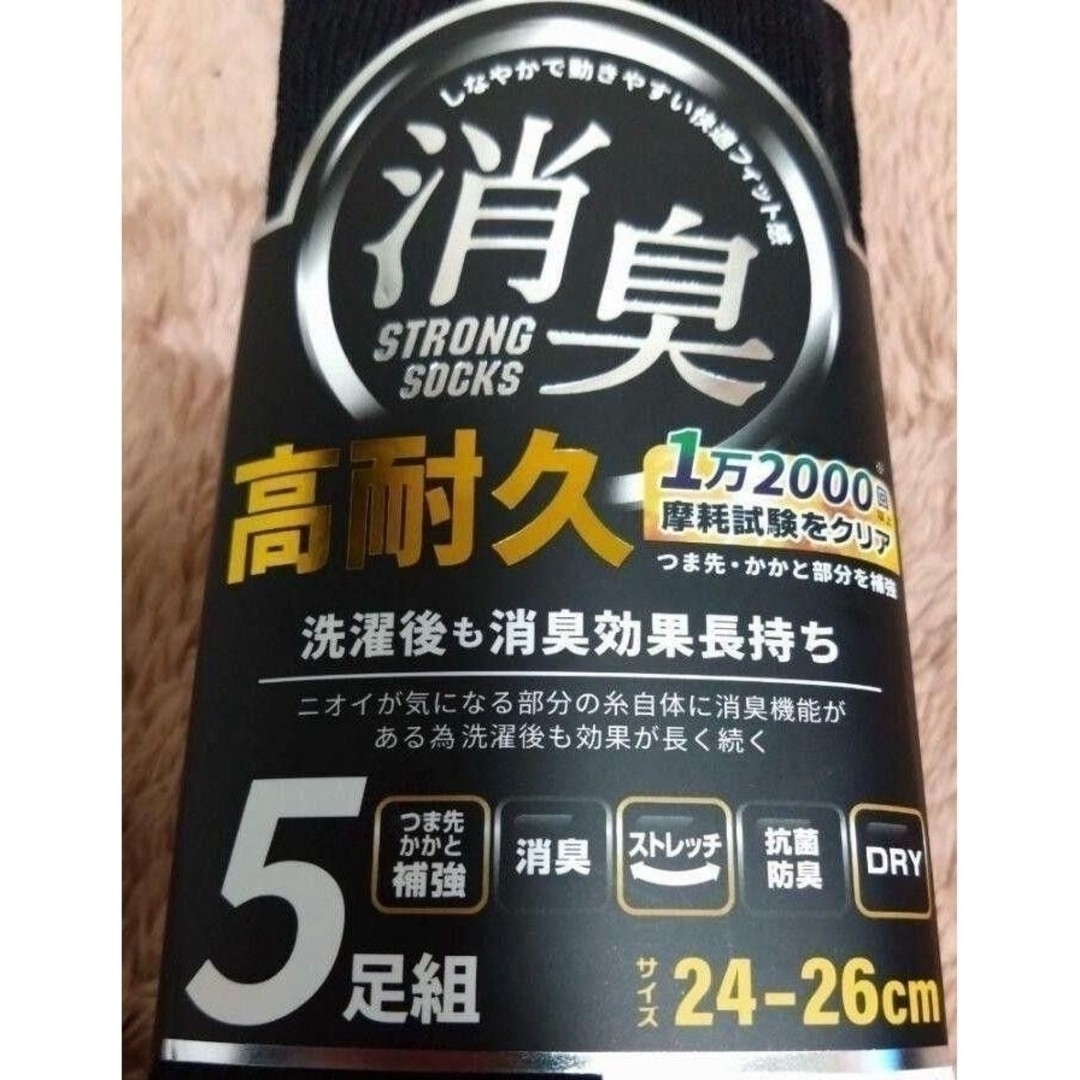 しなやかで動きやすい快適フィット感
消臭
STRONG
SOCKS
高耐久
1万2000回以上※
摩耗試験をクリア
つま先・かかと部分を補強
洗濯後も消臭効果長持ち
ニオイが気になる部分の糸自体に消臭機能が
ある為洗濯後も効果が長く続く
5足組
つま先
かかと
補強
消臭
ストレッチ
抗菌
防臭
DRY
サイズ 24-26cm